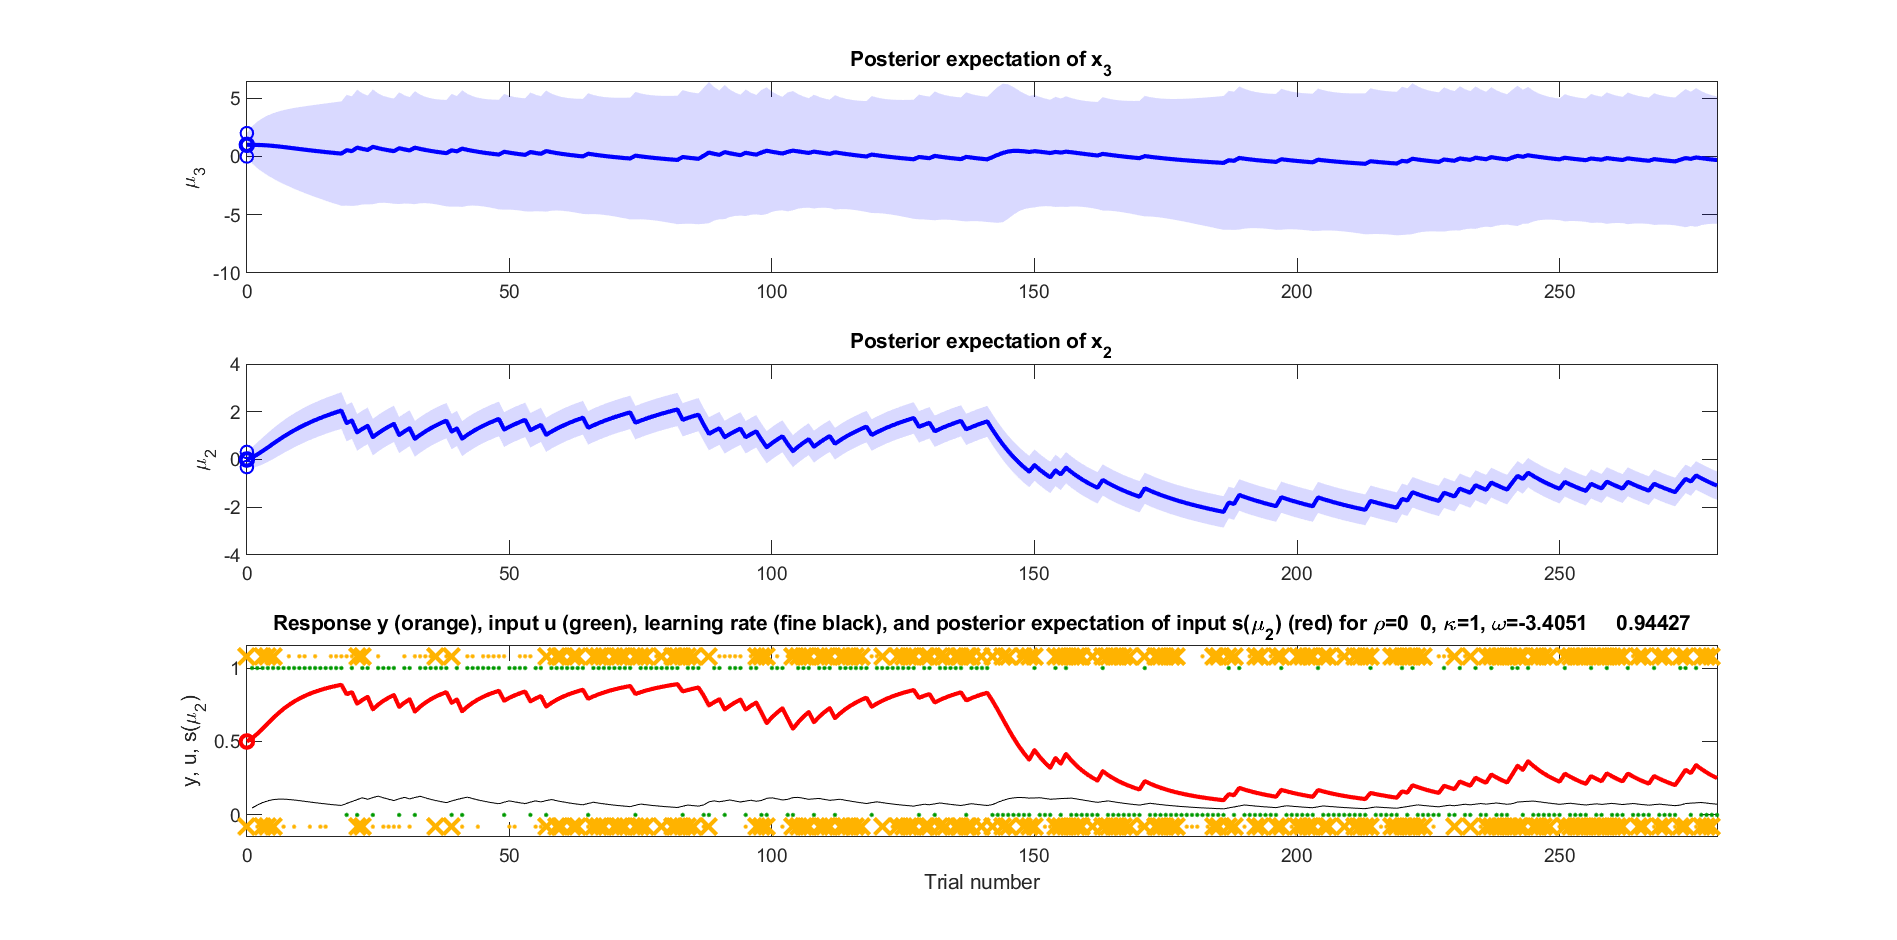 Posterior expectation of x3
5
0
-5
-10
μ3
0 50 100 150 200 250
Posterior expectation of x2
4
2
0
-2
-4
μ2
0 50 100 150 200 250
Response y (orange), input u (green), learning rate (fine black), and posterior expectation of input s(μ2) (red) for ρ=0 0, κ=1, ω=-3.4051 0.94427
1
0.5
0
y, u, s(μ2)
0 50 100 150 200 250
Trial number